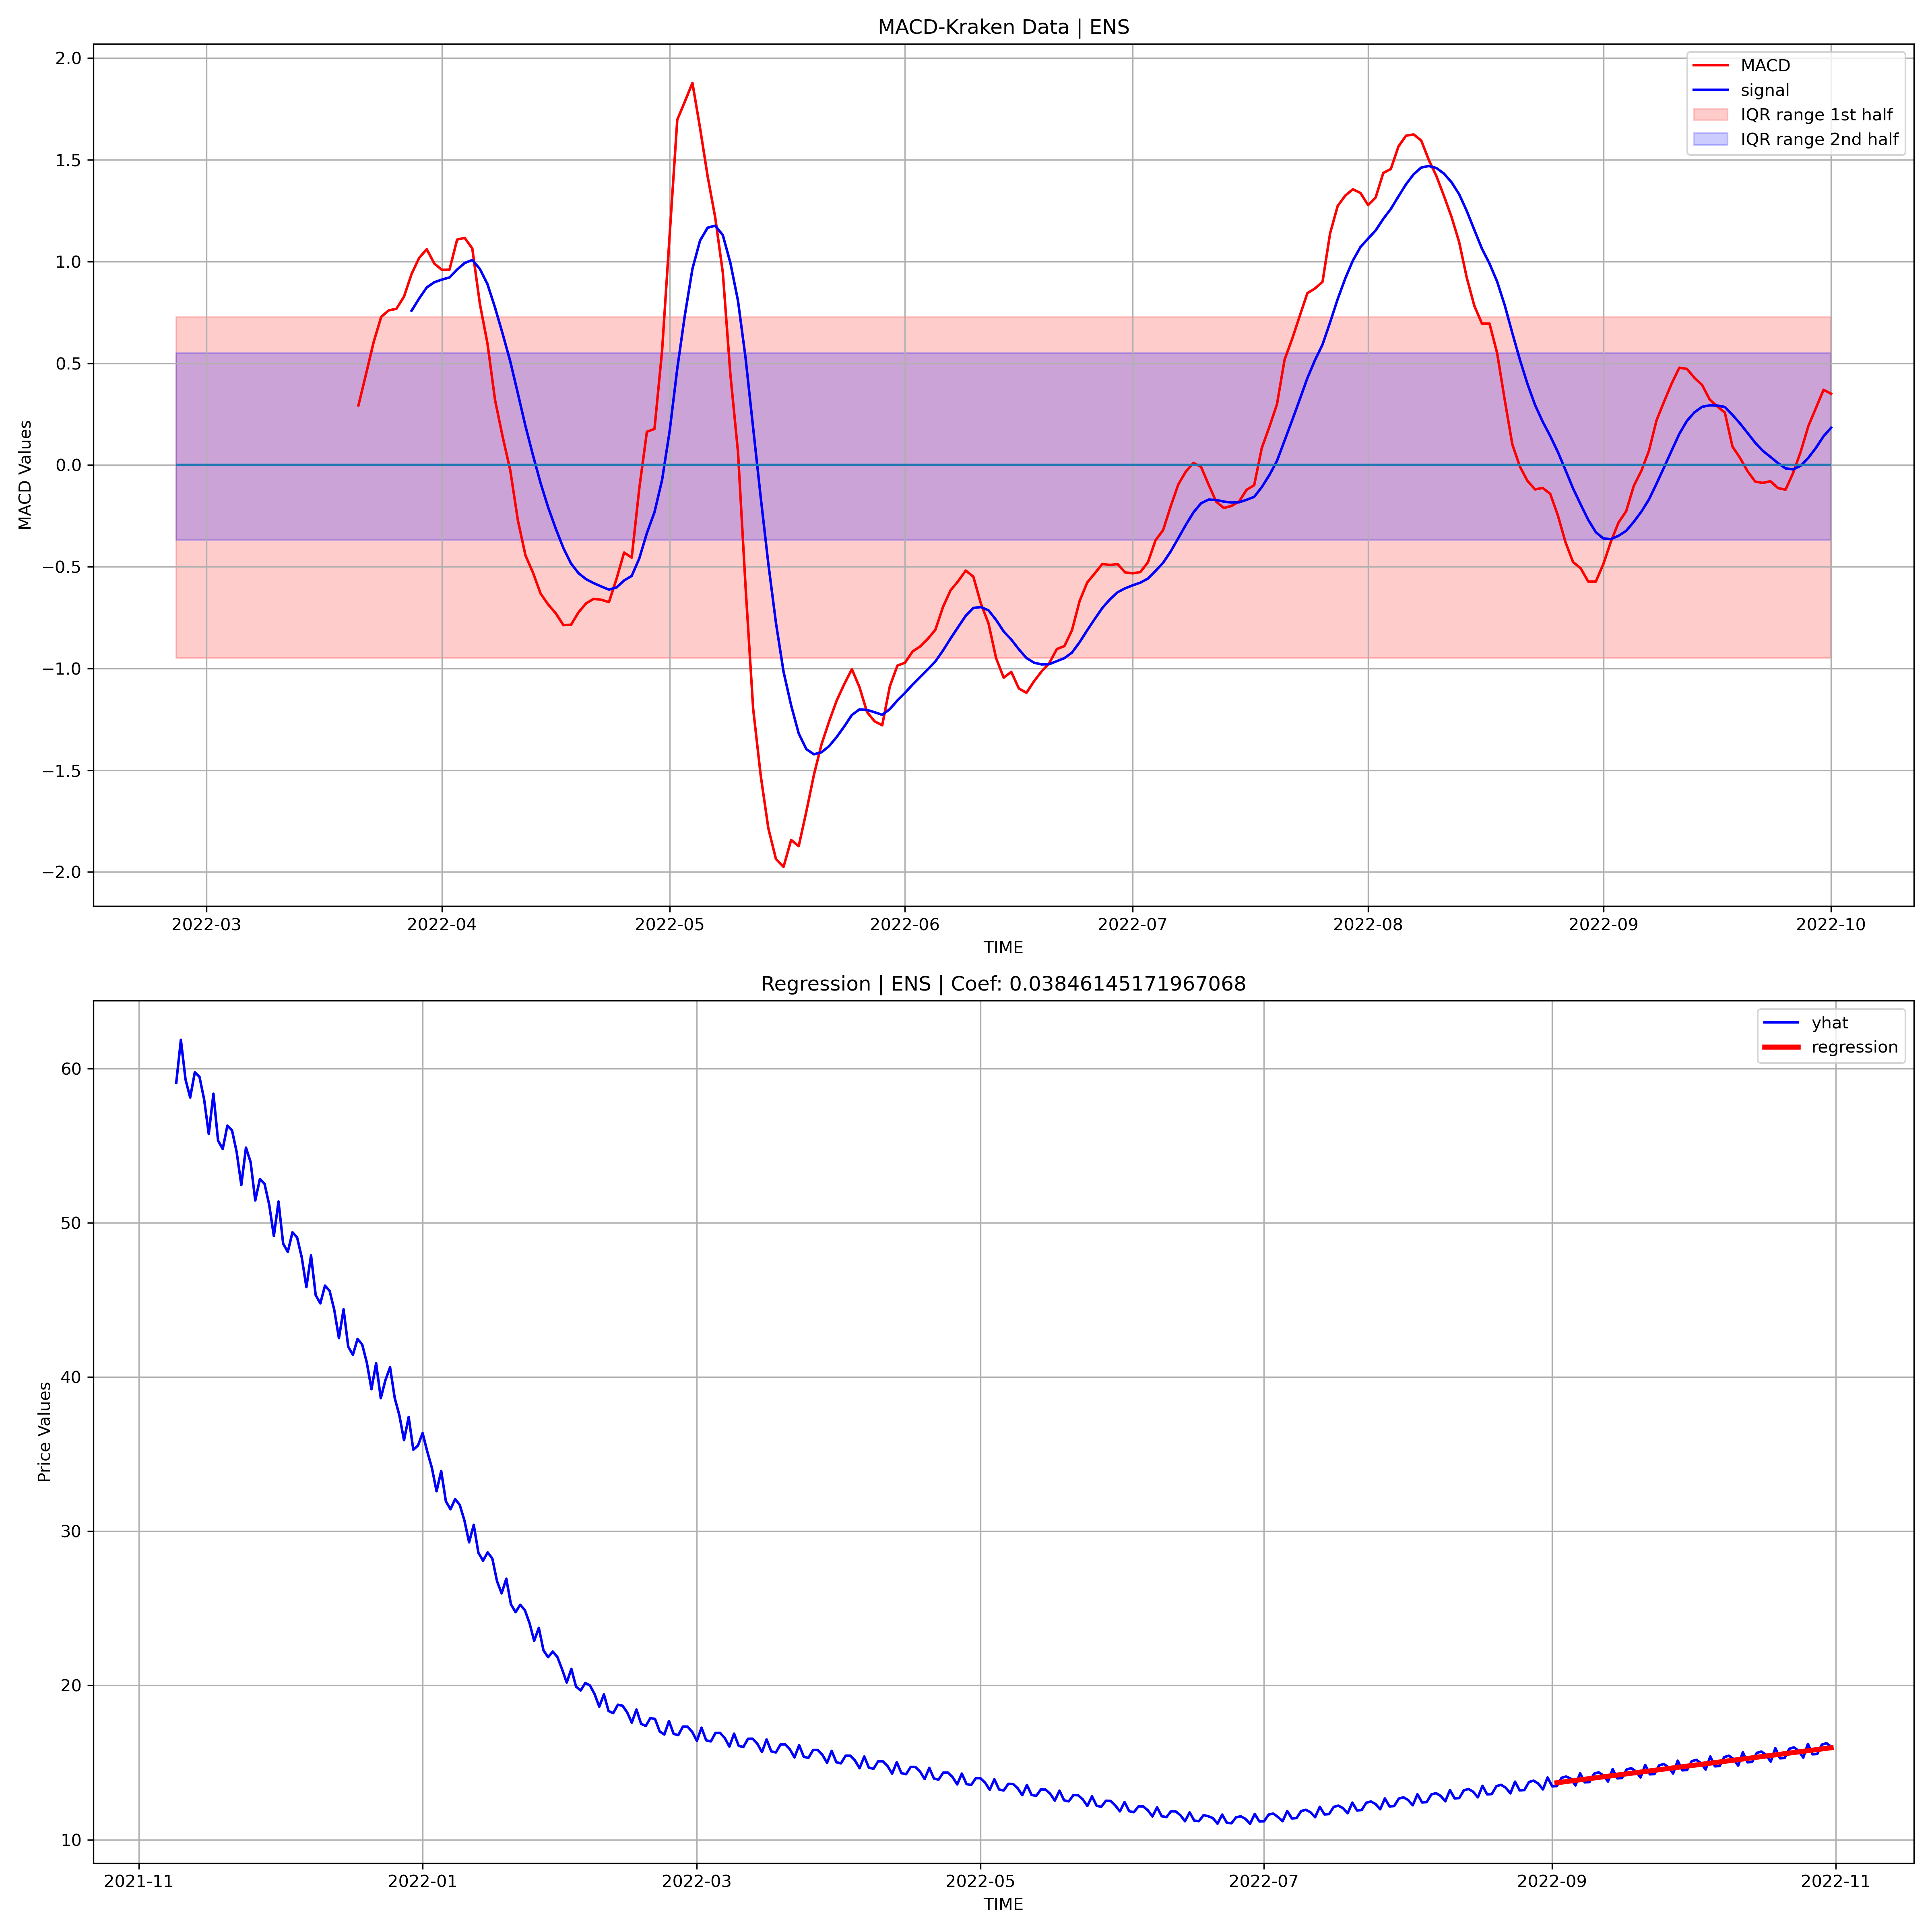 MACD-Kraken Data | ENS
MACD
signal
IQR range 1st half
IQR range 2nd half
MACD Values
2.0
1.5
1.0
0.5
0.0
−0.5
−1.0
−1.5
−2.0
2022-03 2022-04 2022-05 2022-06 2022-07 2022-08 2022-09 2022-10
TIME
Regression | ENS | Coef: 0.03846145171967068
yhat
regression
Price Values
60
50
40
30
20
10
2021-11 2022-01 2022-03 2022-05 2022-07 2022-09 2022-11
TIME